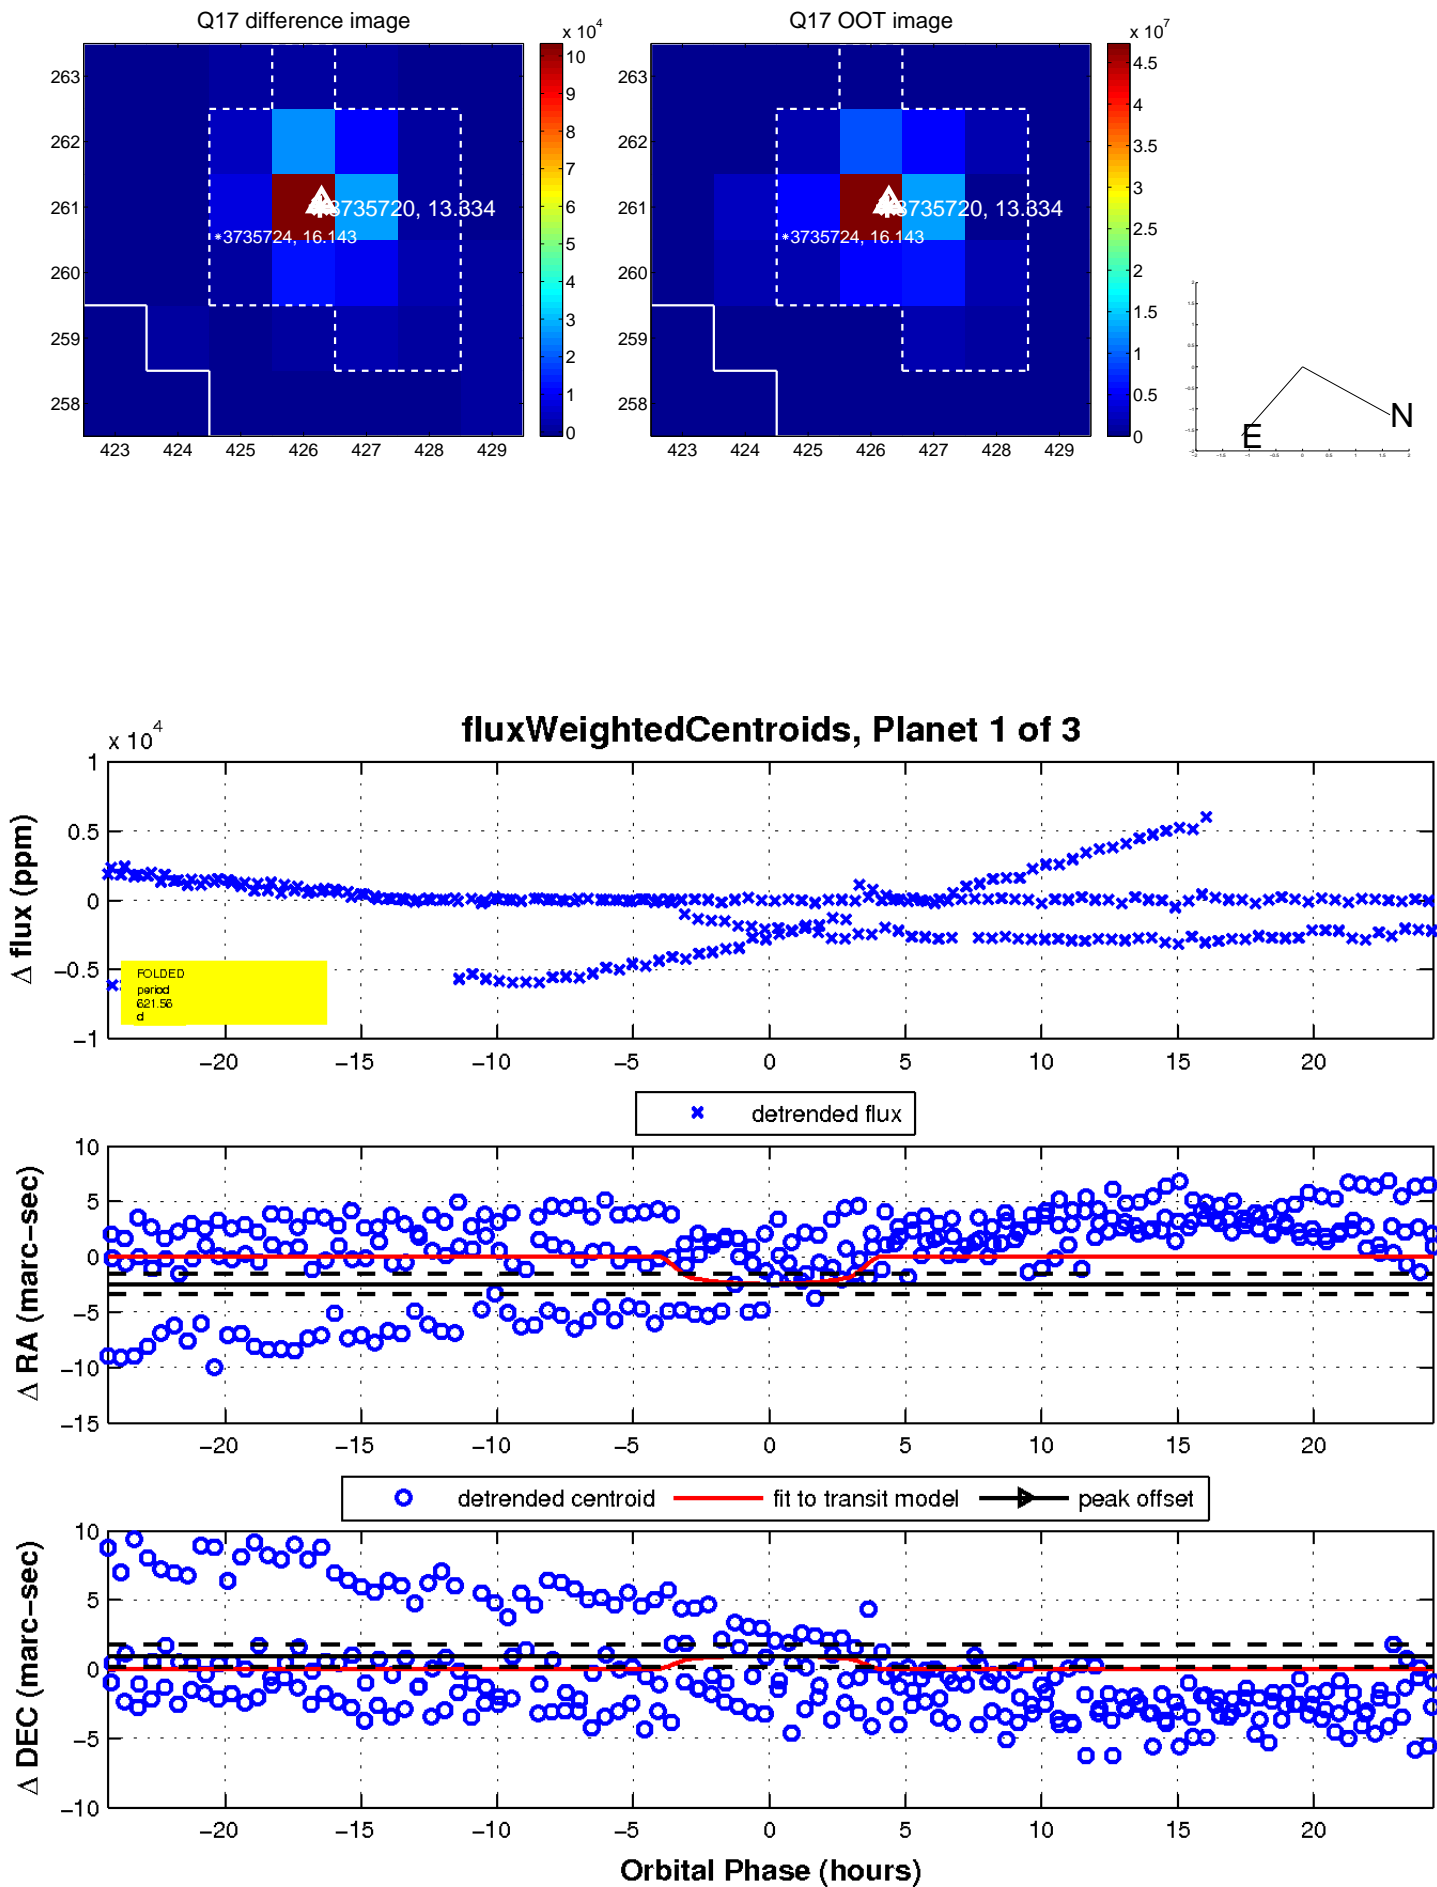 Q17 difference image
x 10^4
263
262
261
260
259
258
423 424 425 426 427 428 429
10
9
8
7
6
5
4
3
2
1
0
3735720, 13.334
*3735724, 16.143
Q17 OOT image
x 10^7
263
262
261
260
259
258
423 424 425 426 427 428 429
4.5
4
3.5
3
2.5
2
1.5
1
0.5
0
3735720, 13.334
*3735724, 16.143
N
E
fluxWeightedCentroids, Planet 1 of 3
x 10^4
Δ flux (ppm)
1
0.5
0
−0.5
−1
FOLDED
period
621.56
d
−20 −15 −10 −5 0 5 10 15 20
detrended flux
Δ RA (marc−sec)
10
5
0
−5
−10
−15
−20 −15 −10 −5 0 5 10 15 20
detrended centroid fit to transit model peak offset
Δ DEC (marc−sec)
10
5
0
−5
−10
−20 −15 −10 −5 0 5 10 15 20
Orbital Phase (hours)